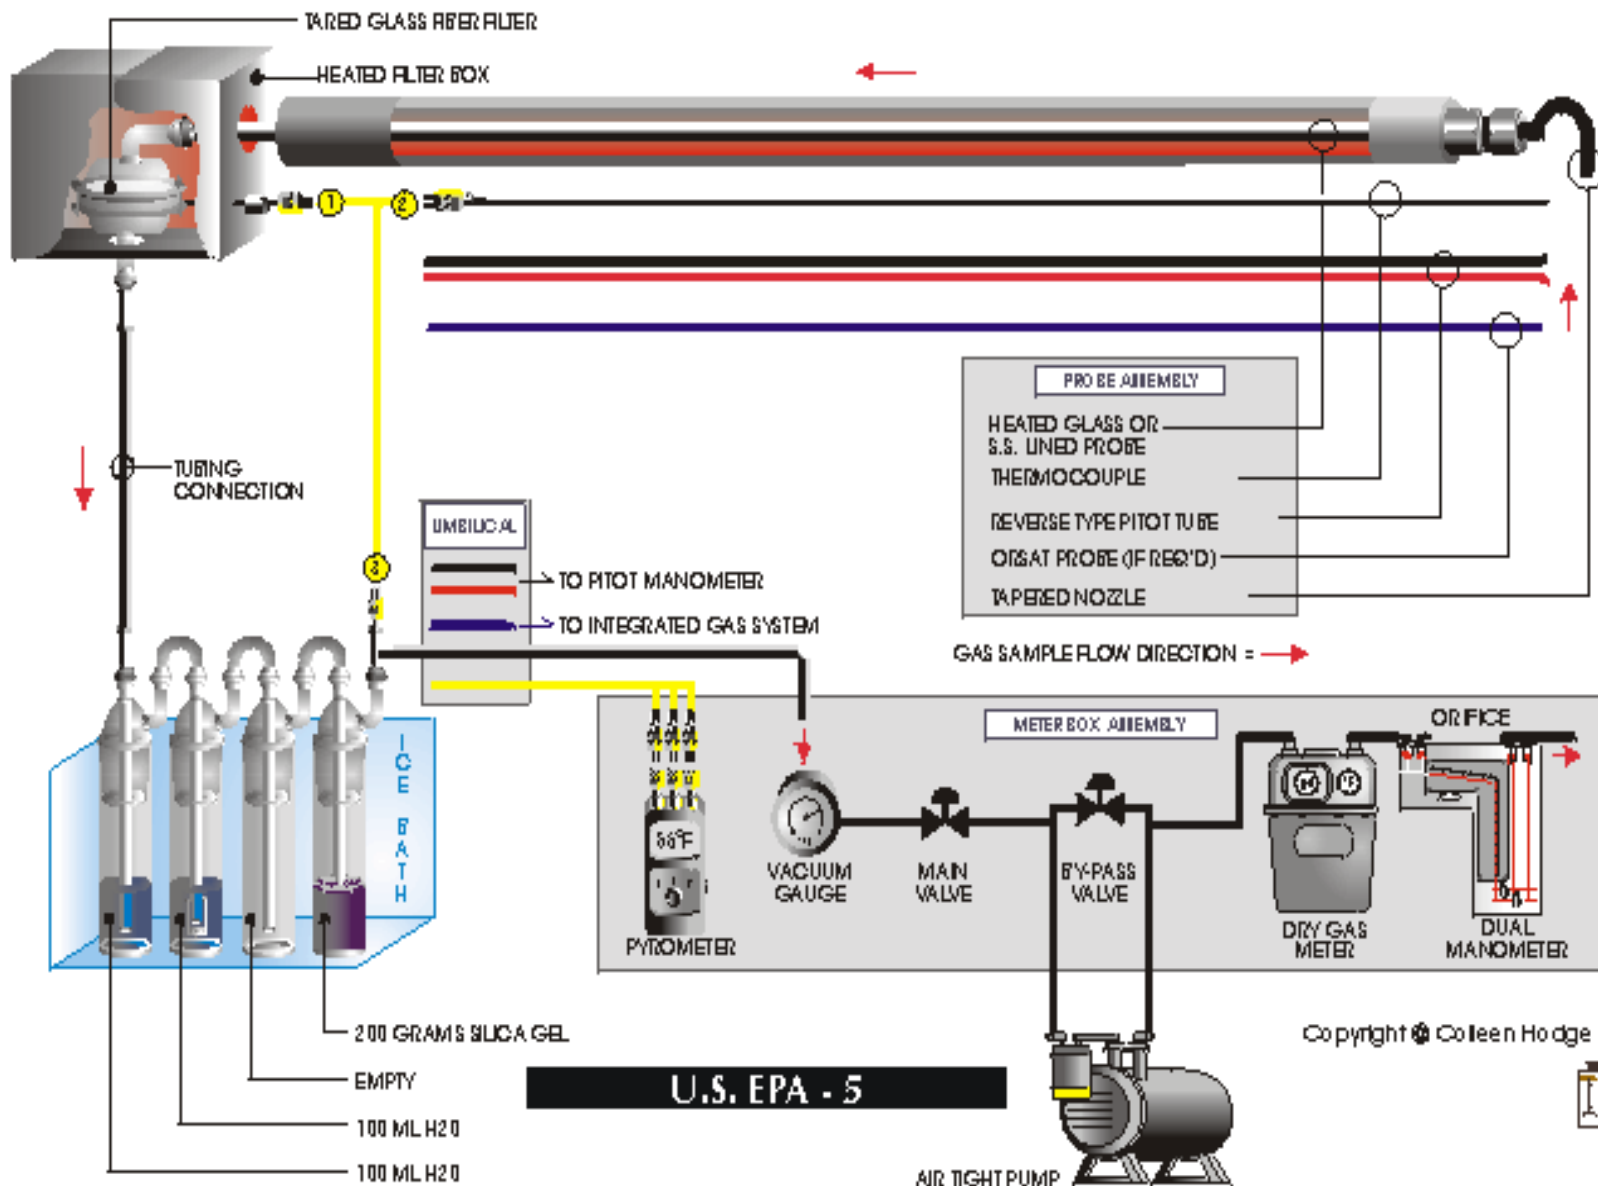 TARED GLASS FIBER FILTER
HEATED FILTER BOX
1
2
PROBE ASSEMBLY
HEATED GLASS OR
S.S. LINED PROBE
THERMOCOUPLE
REVERSE TYPE PITOT TUBE
ORSAT PROBE (IF REQ'D)
TAPERED NOZZLE
TUBING
CONNECTION
UMBILICAL
3
TO PITOT MANOMETER
TO INTEGRATED GAS SYSTEM
GAS SAMPLE FLOW DIRECTION =
METER BOX ASSEMBLY
ORIFICE
ICE BATH
VACUUM
GAUGE
MAIN
VALVE
BY-PASS
VALVE
PYROMETER
DRY GAS
METER
DUAL
MANOMETER
200 GRAMS SILICA GEL
EMPTY
100 ML H20
100 ML H20
U.S. EPA - 5
Copyright © Colleen Hodge
AIR TIGHT PUMP